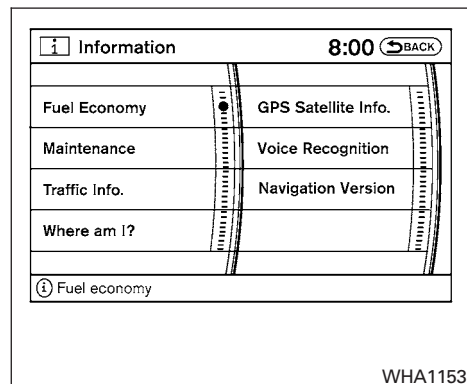 i Information 8:00 BACK
Fuel Economy GPS Satellite Info.
Maintenance Voice Recognition
Traffic Info. Navigation Version
Where am I?
i Fuel economy
WHA1153